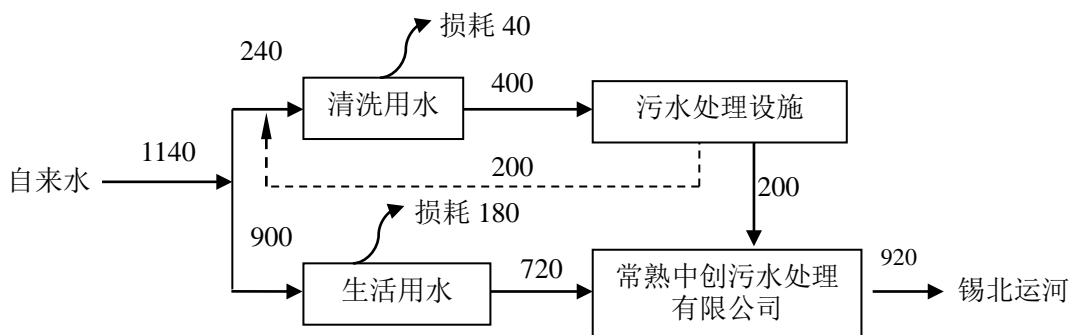 损耗 40
240
400
清洗用水
污水处理设施
1140
自来水
200
200
损耗 180
900
720
920
生活用水
常熟中创污水处理
有限公司
锡北运河